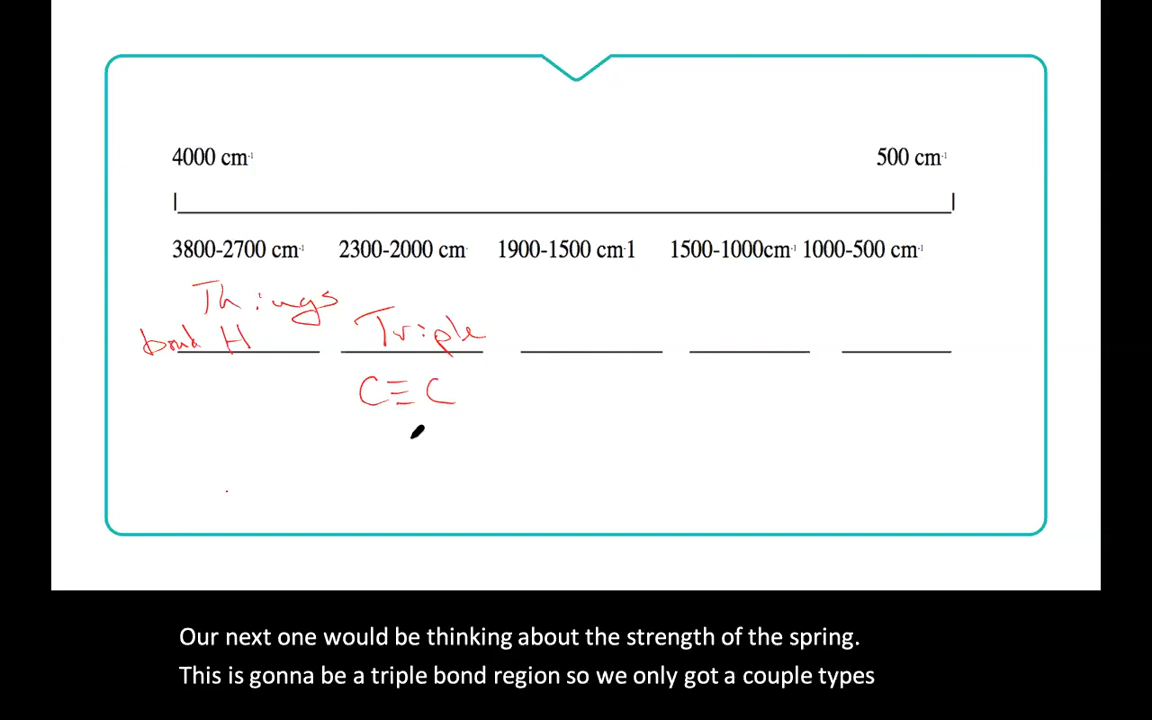 4000 cm-1 500 cm-1
3800-2700 cm-1 2300-2000 cm- 1900-1500 cm-1 1500-1000cm-1 1000-500 cm-1
Things
bond H Triple
C≡C
Our next one would be thinking about the strength of the spring.
This is gonna be a triple bond region so we only got a couple types